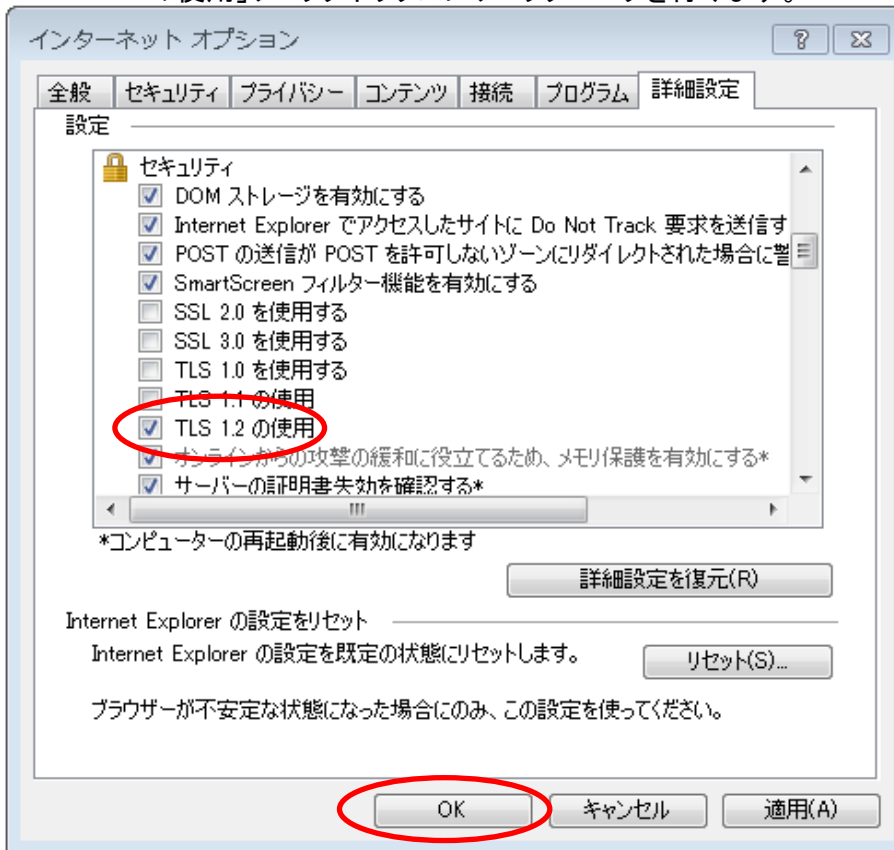 の使用」
インターネット オプション
全般 セキュリティ プライバシー コンテンツ 接続 プログラム 詳細設定
設定
セキュリティ
DOM ストレージを有効にする
Internet Explorer でアクセスしたサイトに Do Not Track 要求を送信す
POST の送信が POST を許可しないゾーンにリダイレクトされた場合に警
SmartScreen フィルター機能を有効にする
SSL 2.0 を使用する
SSL 3.0 を使用する
TLS 1.0 を使用する
TLS 1.1 の使用
TLS 1.2 の使用
オンラインからの攻撃の緩和に役立てるため、メモリ保護を有効にする*
サーバーの証明書失効を確認する*
*コンピューターの再起動後に有効になります
詳細設定を復元(R)
Internet Explorer の設定をリセット
Internet Explorer の設定を既定の状態にリセットします。
リセット(S)...
ブラウザーが不安定な状態になった場合にのみ、この設定を使ってください。
OK キャンセル 適用(A)